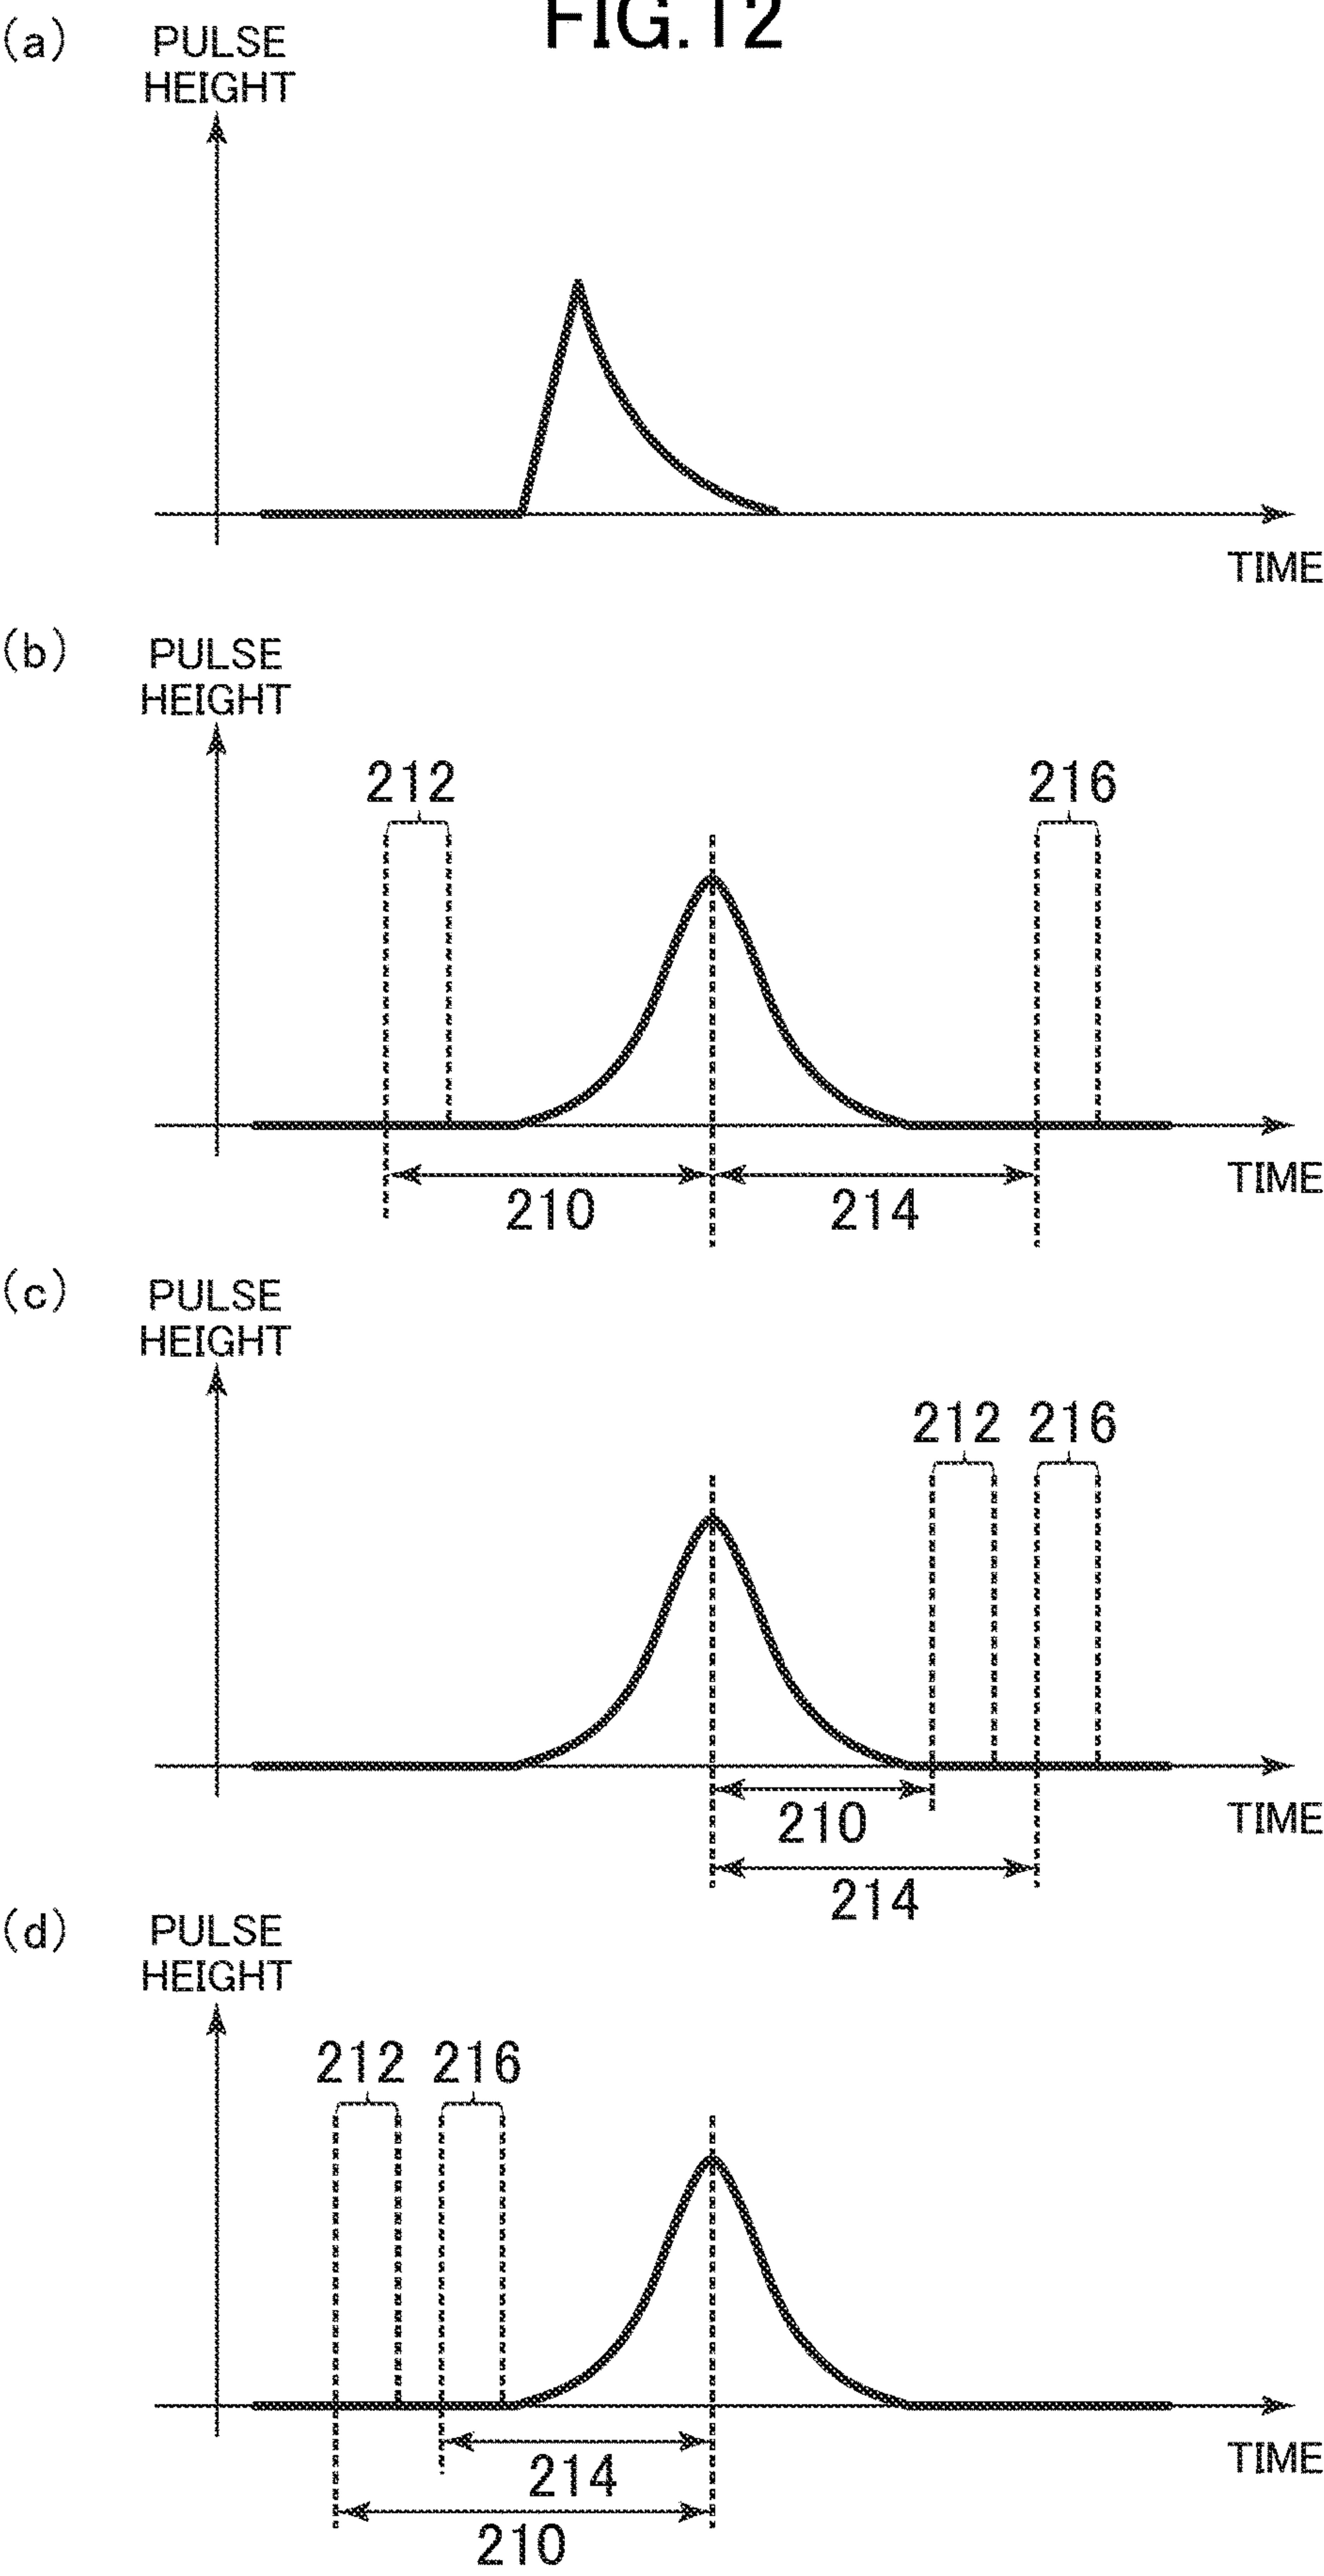 FIG.12
(a)
PULSE
HEIGHT
TIME
(b)
PULSE
HEIGHT
212
216
210
214
TIME
(c)
PULSE
HEIGHT
212
216
210
214
TIME
(d)
PULSE
HEIGHT
212
216
214
210
TIME